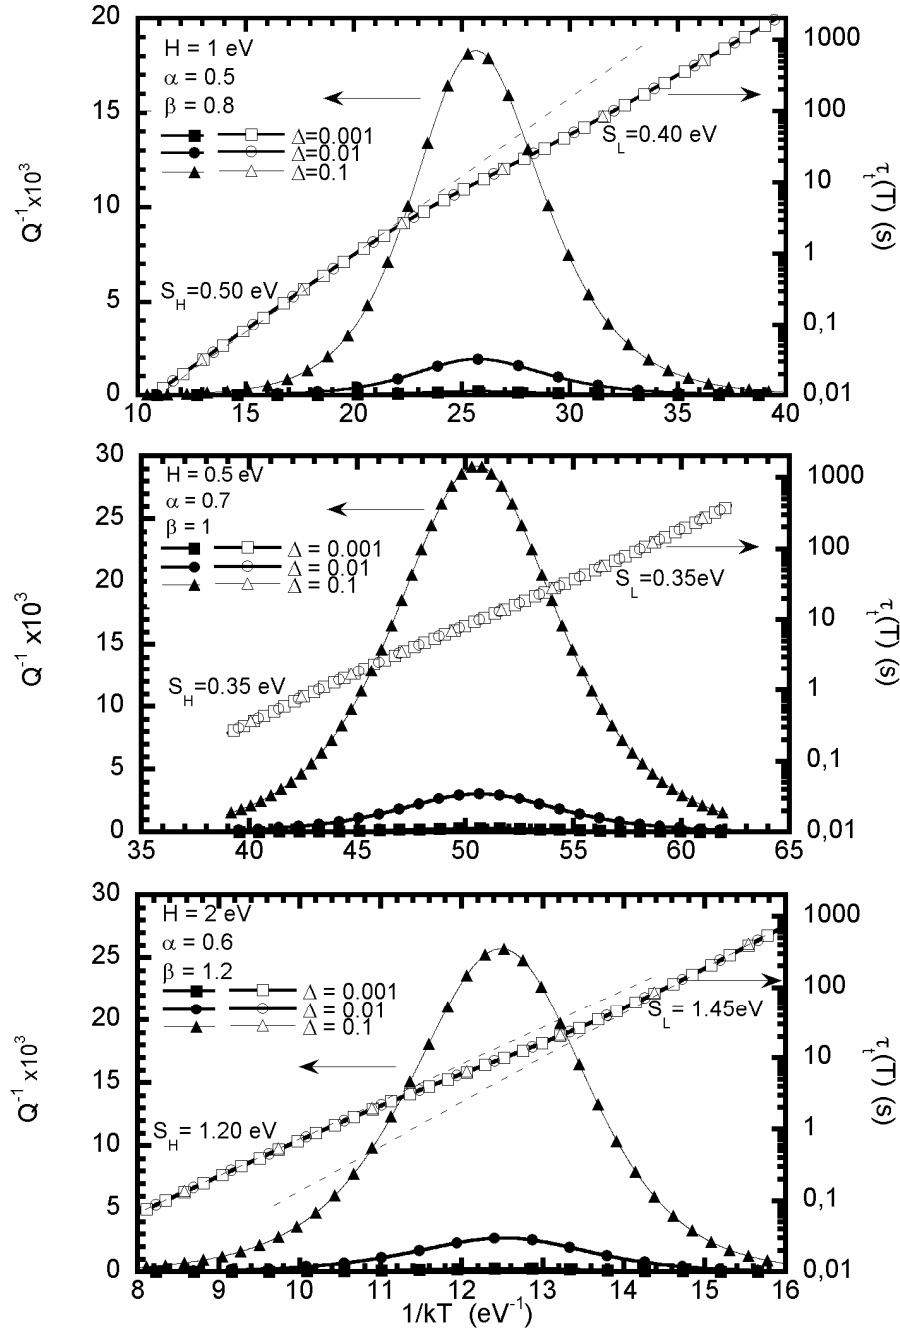 20
15
10
5
0
Q⁻¹x10³
H = 1 eV
α = 0.5
β = 0.8
Δ=0.001
Δ=0.01
Δ=0.1
S_L=0.40 eV
S_H=0.50 eV
1000
100
10
1
0,1
0,01
τ_t(T) (s)
10 15 20 25 30 35 40
30
25
20
15
10
5
0
Q⁻¹ x10³
H = 0.5 eV
α = 0.7
β = 1
Δ = 0.001
Δ = 0.01
Δ = 0.1
S_L=0.35eV
S_H=0.35 eV
1000
100
10
1
0,1
0,01
τ_t(T) (s)
35 40 45 50 55 60 65
30
25
20
15
10
5
0
Q⁻¹ x10³
H = 2 eV
α = 0.6
β = 1.2
Δ = 0.001
Δ = 0.01
Δ = 0.1
S_L= 1.45eV
S_H= 1.20 eV
1000
100
10
1
0,1
0,01
τ_t(T) (s)
8 9 10 11 12 13 14 15 16
1/kT (eV⁻¹)